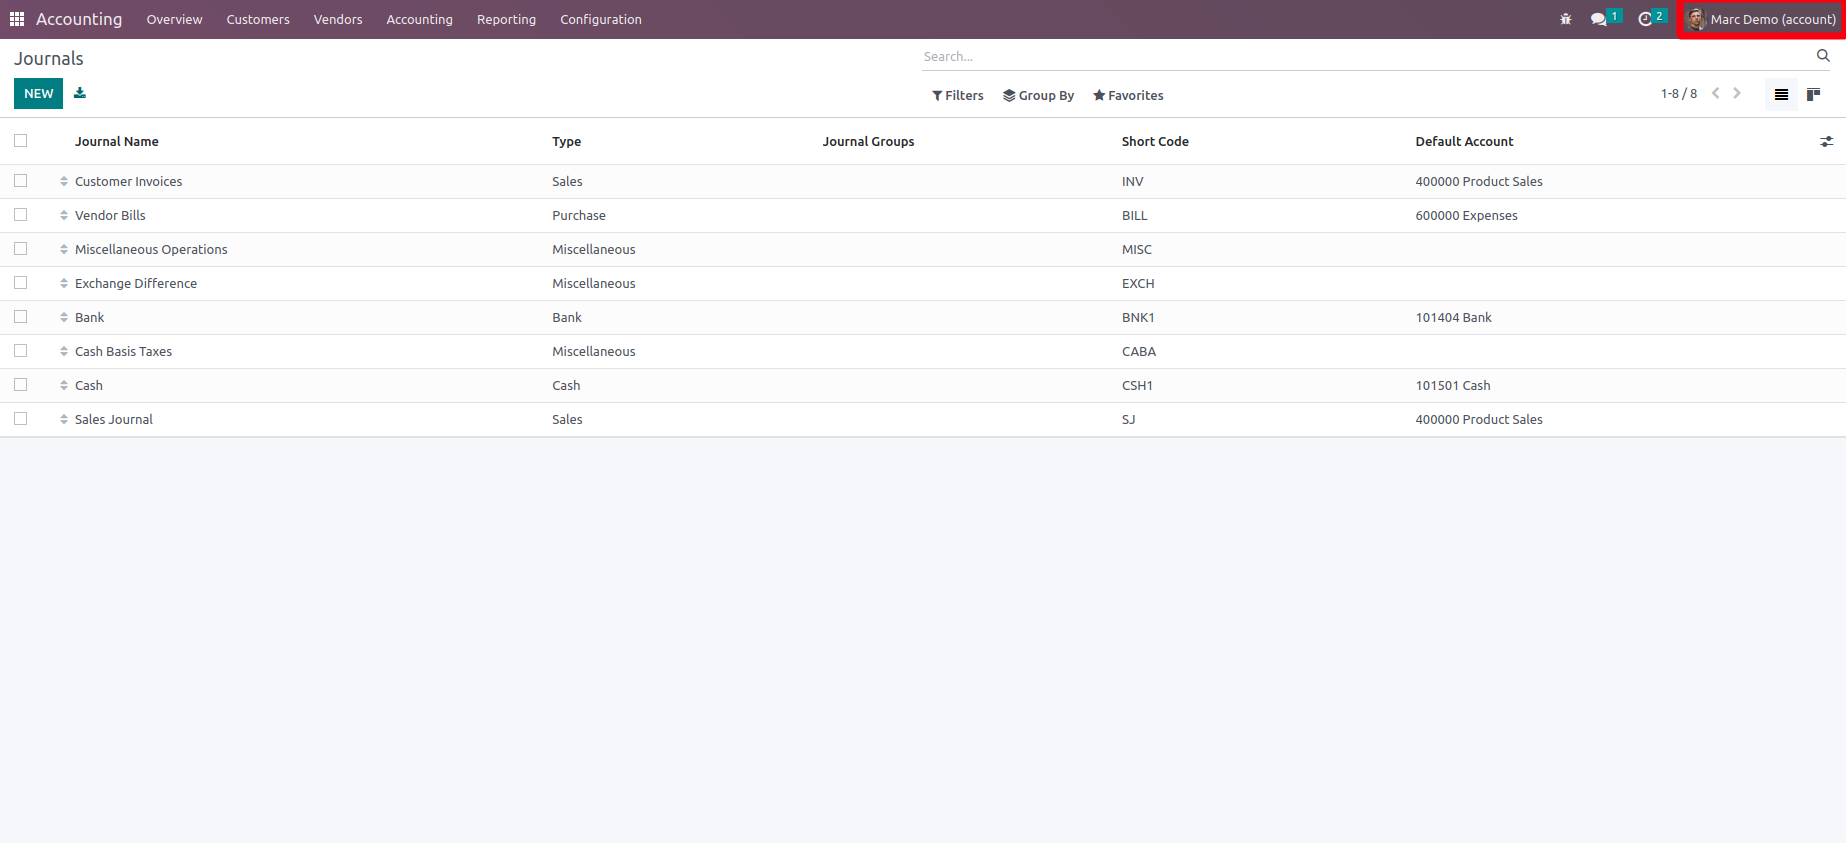 Accounting Overview Customers Vendors Accounting Reporting Configuration 1 2 Marc Demo (account)
Journals Search...
NEW Filters Group By Favorites 1-8 / 8
Journal Name Type Journal Groups Short Code Default Account
Customer Invoices Sales INV 400000 Product Sales
Vendor Bills Purchase BILL 600000 Expenses
Miscellaneous Operations Miscellaneous MISC
Exchange Difference Miscellaneous EXCH
Bank Bank BNK1 101404 Bank
Cash Basis Taxes Miscellaneous CABA
Cash Cash CSH1 101501 Cash
Sales Journal Sales SJ 400000 Product Sales